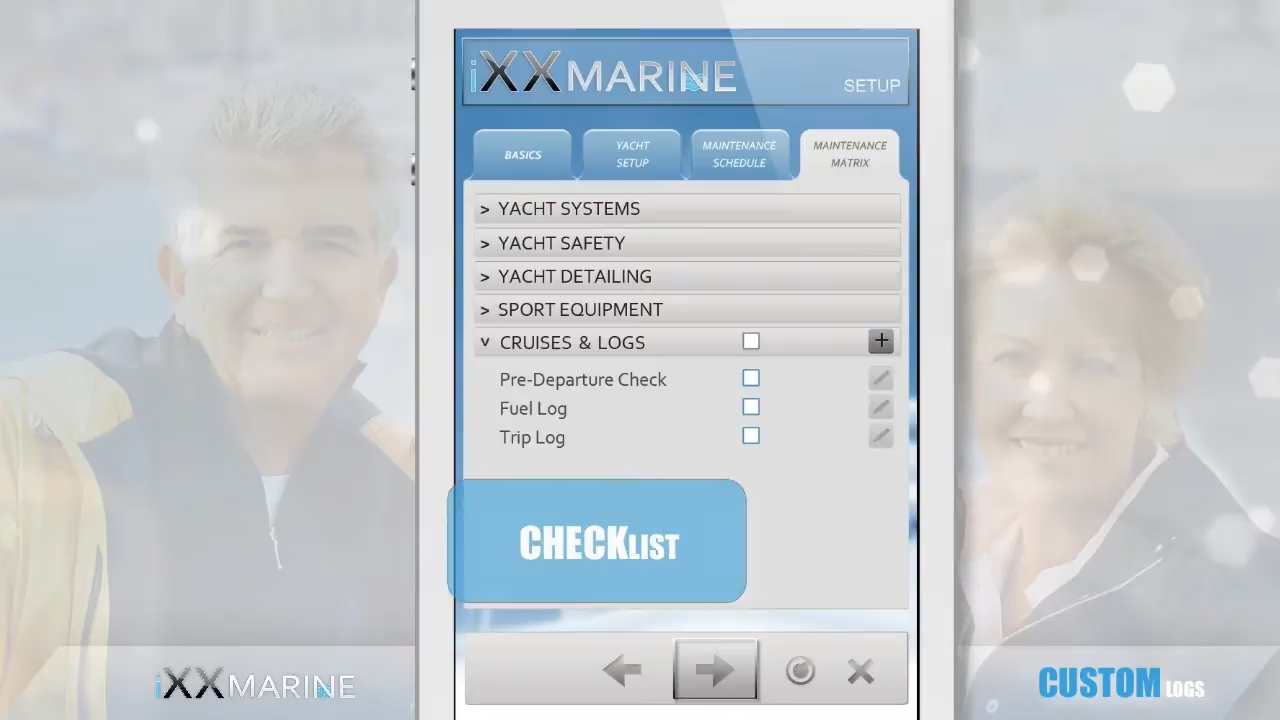 iXXMARINE
SETUP
BASICS
YACHT
SETUP
MAINTENANCE
SCHEDULE
MAINTENANCE
MATRIX
> YACHT SYSTEMS
> YACHT SAFETY
> YACHT DETAILING
> SPORT EQUIPMENT
v CRUISES & LOGS
Pre-Departure Check
Fuel Log
Trip Log
CHECKLIST
iXXMARINE
CUSTOM LOGS